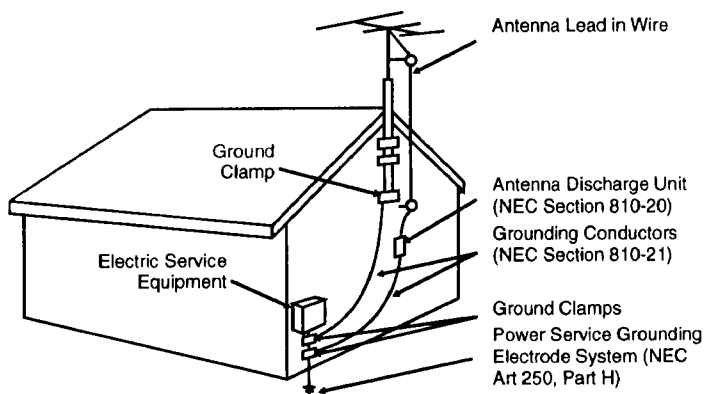 Antenna Lead in Wire
Ground
Clamp
Antenna Discharge Unit
(NEC Section 810-20)
Grounding Conductors
(NEC Section 810-21)
Electric Service
Equipment
Ground Clamps
Power Service Grounding
Electrode System (NEC
Art 250, Part H)